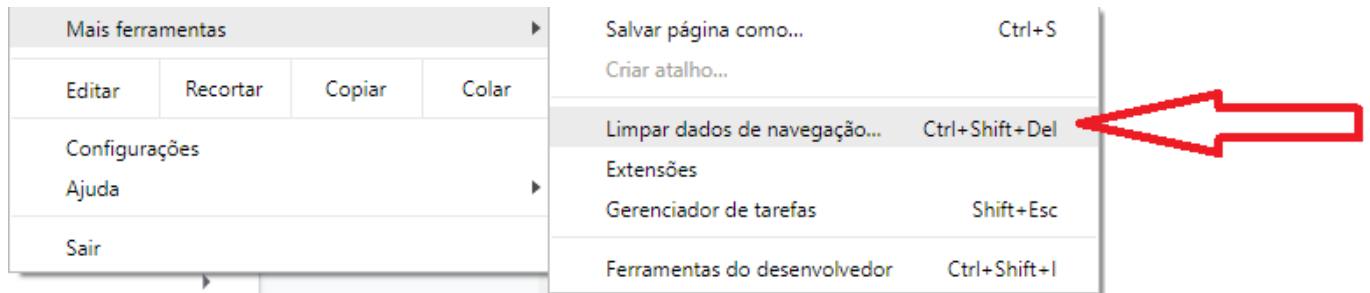 Mais ferramentas
Editar Recortar Copiar Colar
Configurações
Ajuda
Sair
Salvar página como... Ctrl+S
Criar atalho...
Limpar dados de navegação... Ctrl+Shift+Del
Extensões
Gerenciador de tarefas Shift+Esc
Ferramentas do desenvolvedor Ctrl+Shift+I